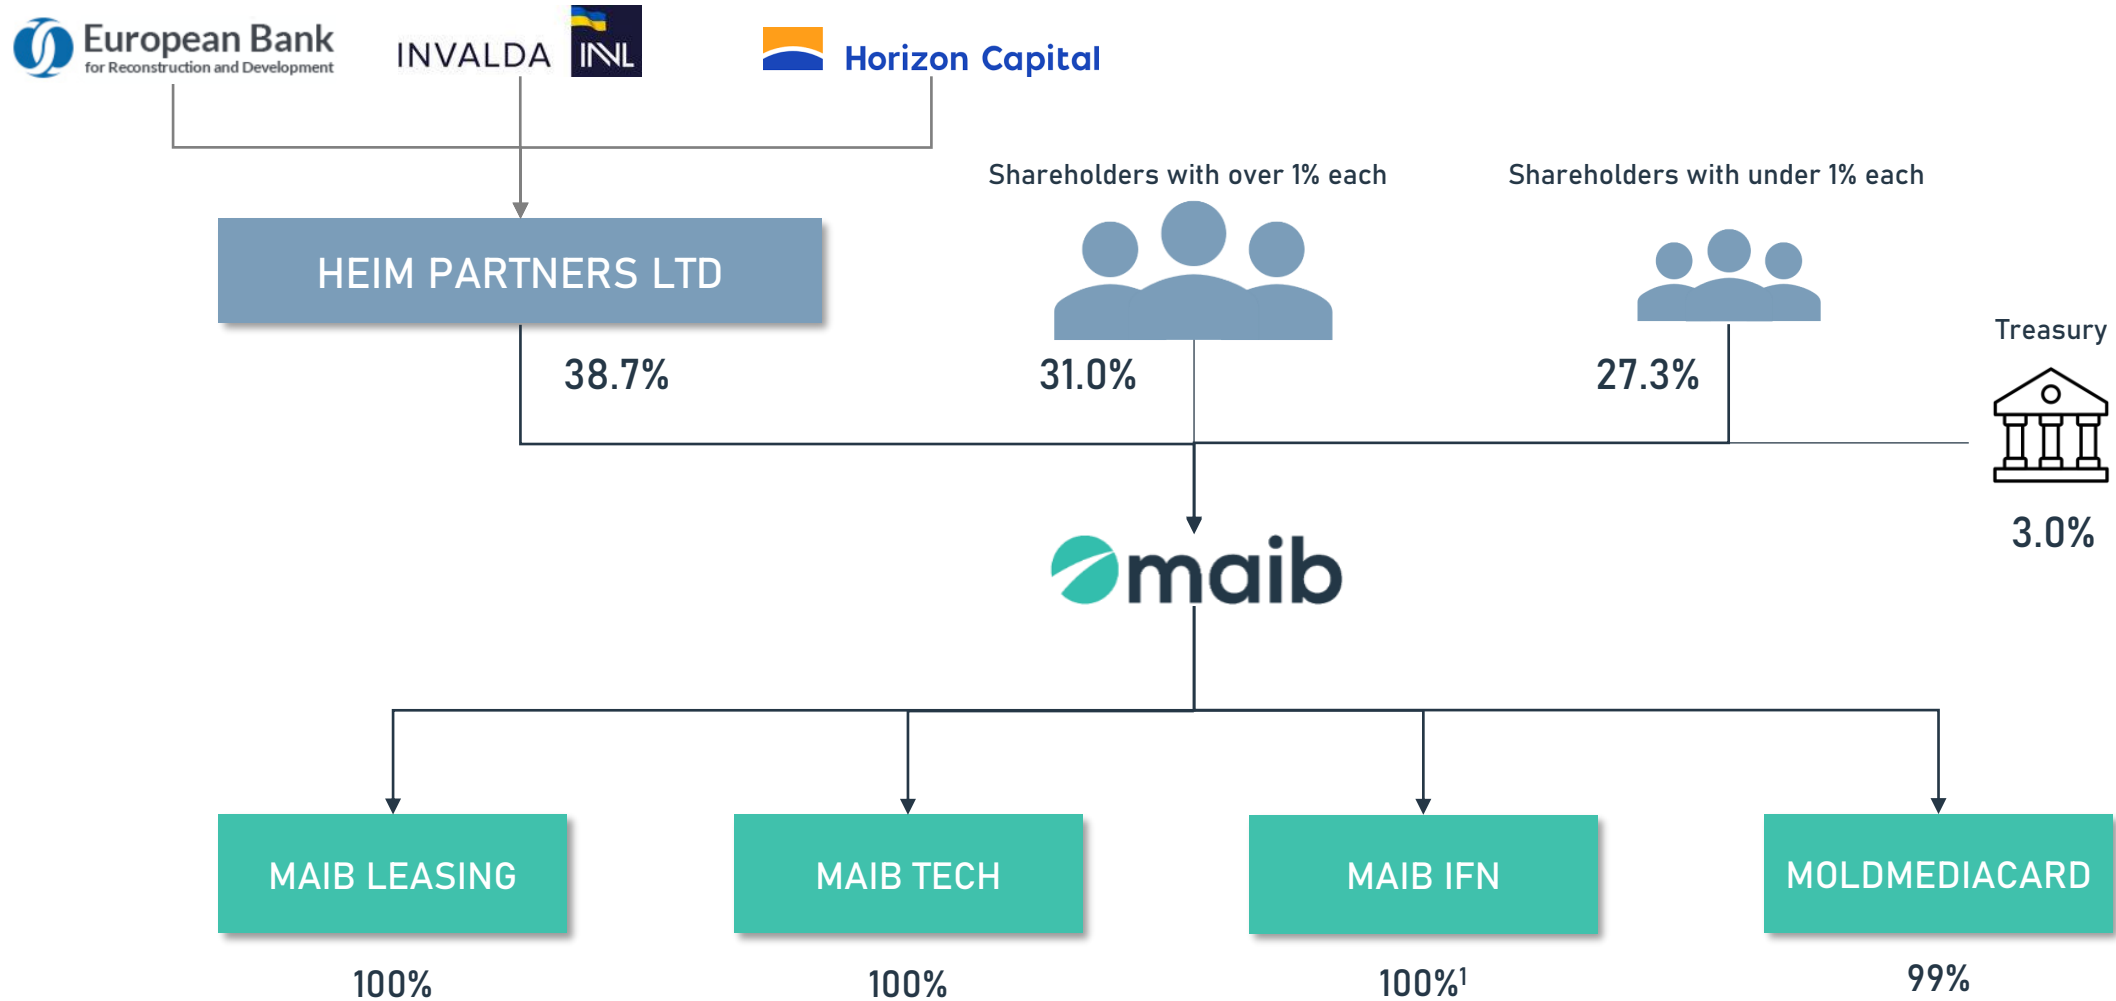 European Bank
for Reconstruction and Development
INVALDA INVL
Horizon Capital
Shareholders with over 1% each
Shareholders with under 1% each
HEIM PARTNERS LTD
Treasury
38.7%
31.0%
27.3%
3.0%
maib
MAIB LEASING
MAIB TECH
MAIB IFN
MOLDMEDIACARD
100%
100%
100%¹
99%